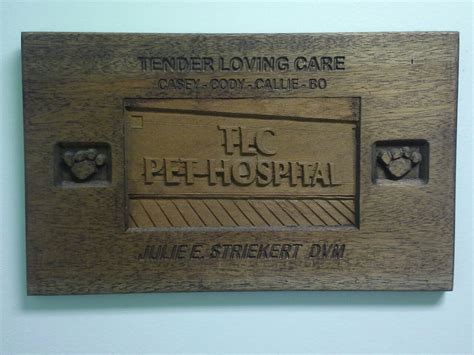 TENDER LOVING CARE
CASEY - CODY - CALLIE - BO
TLC
PET-HOSPITAL
JULIE E. STRIEKERT DVM